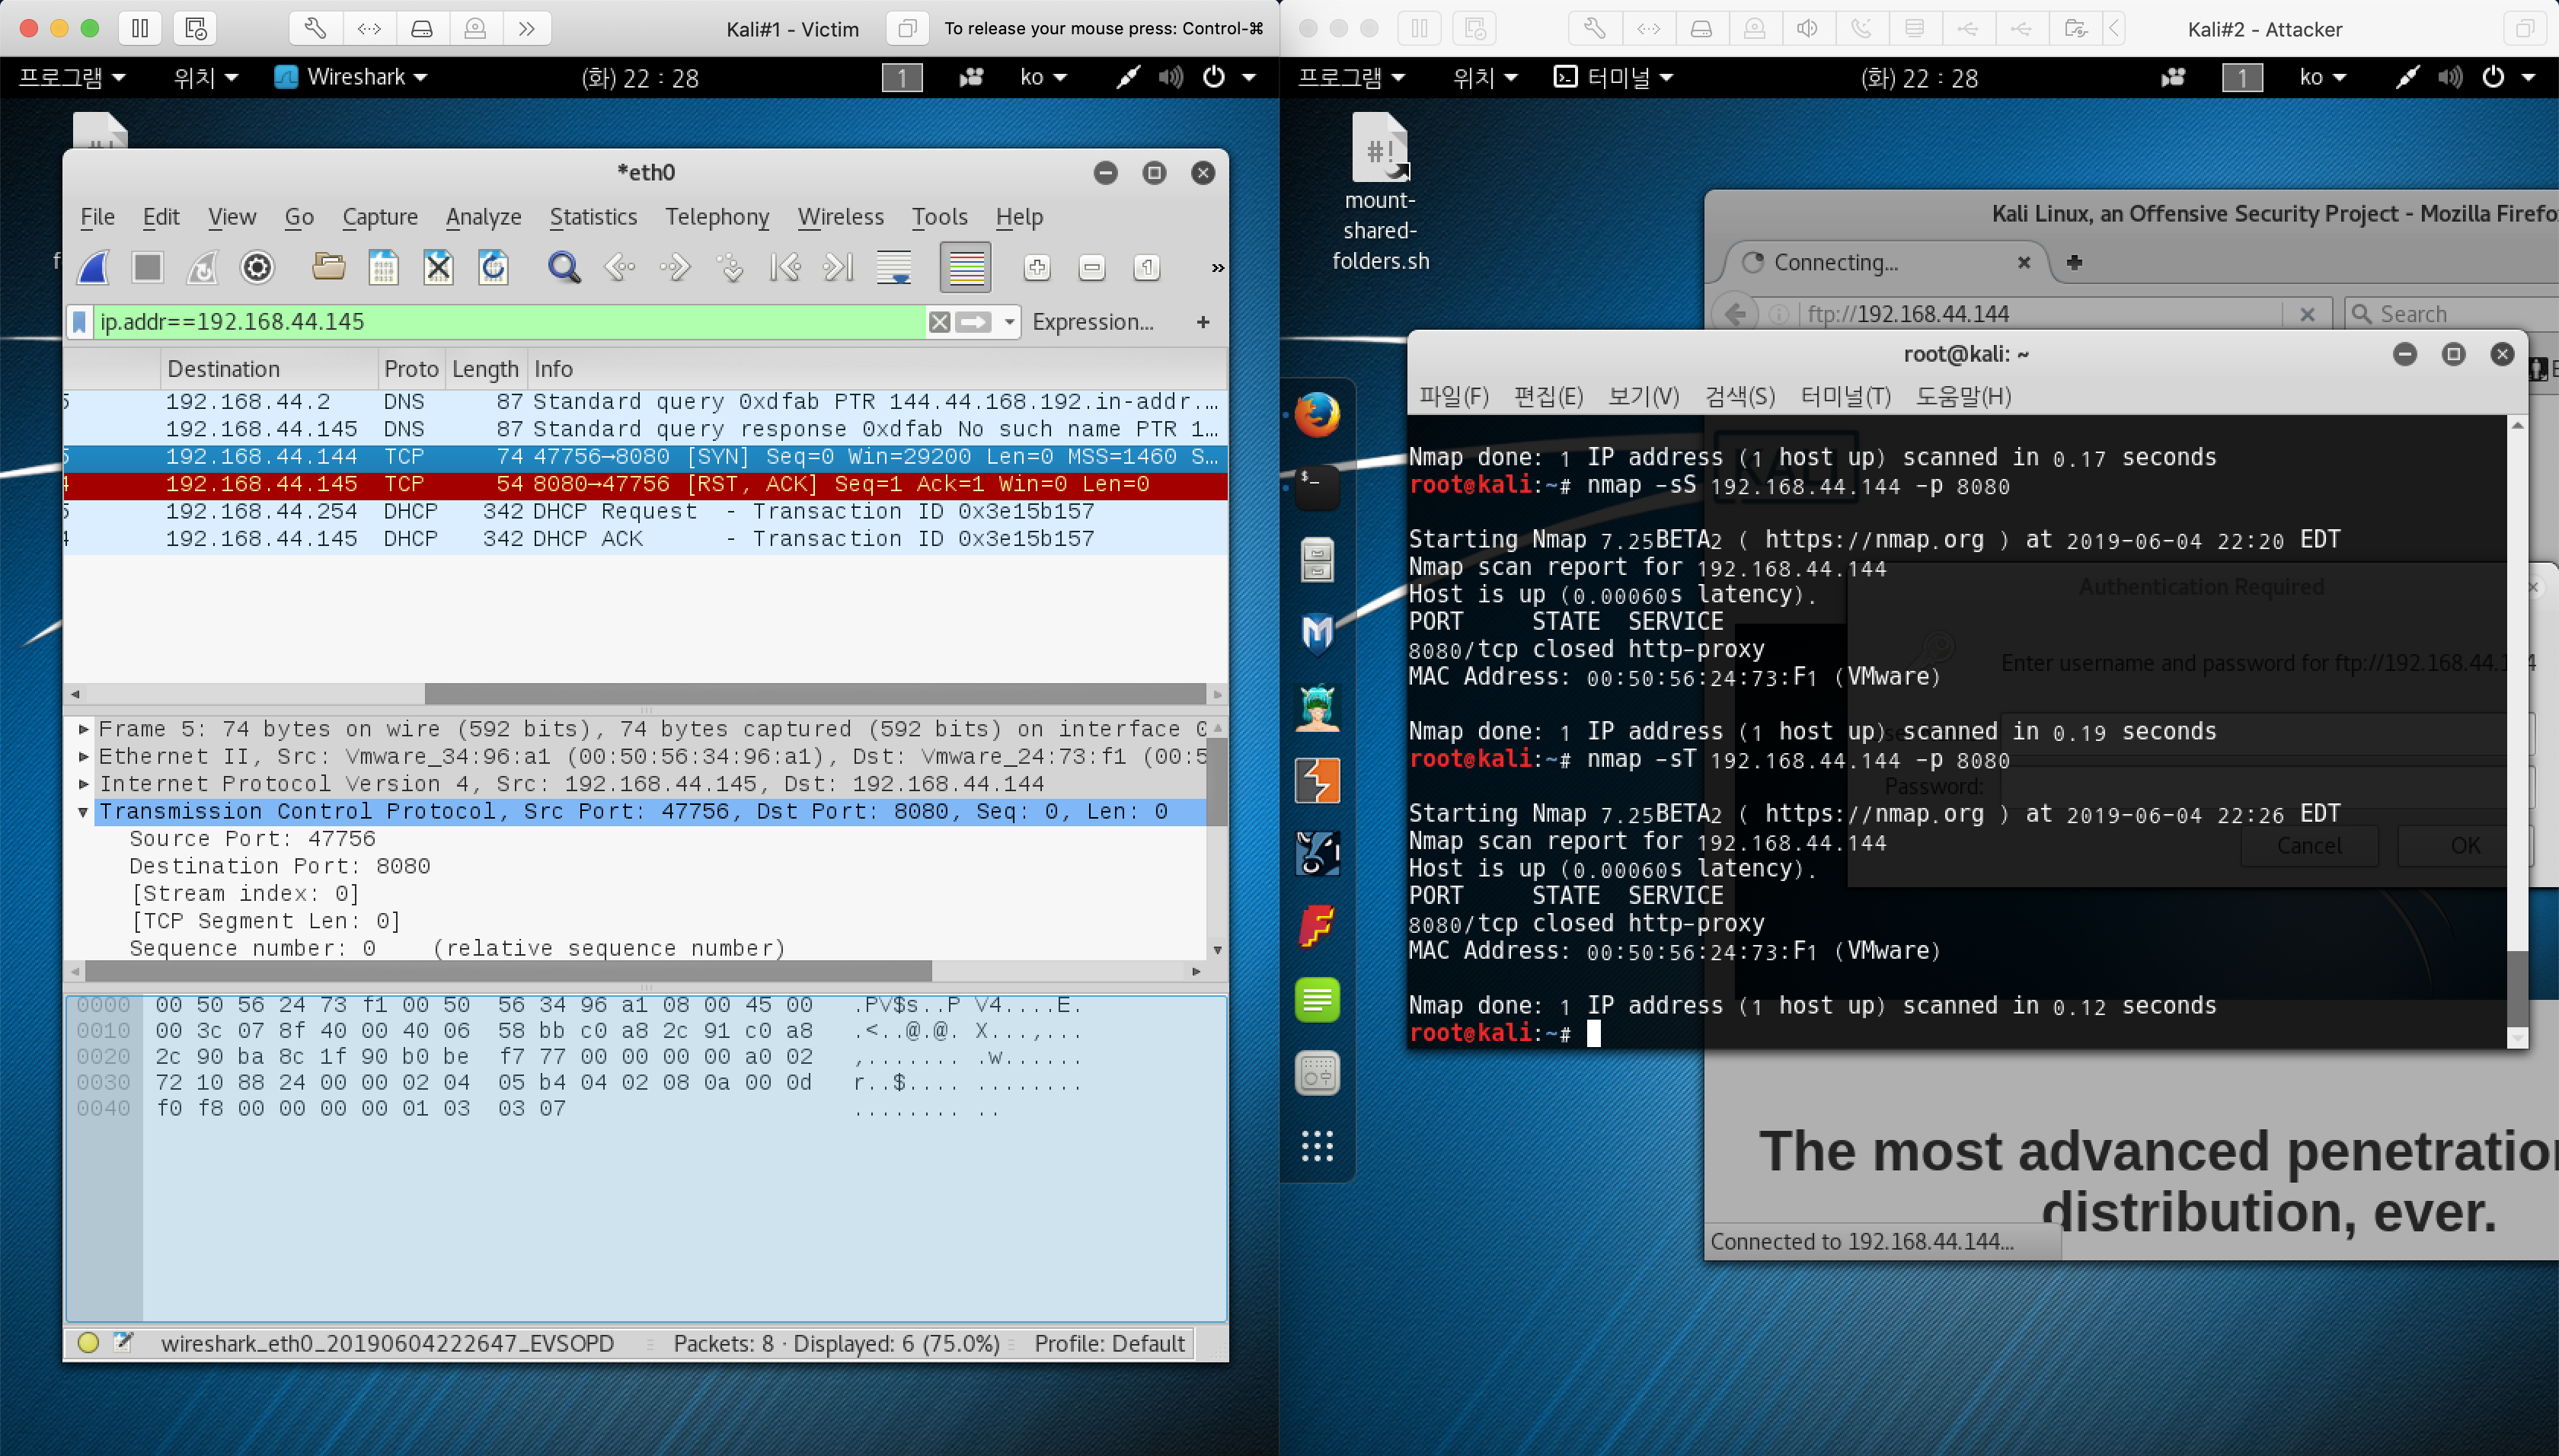 Kali#1 - Victim
To release your mouse press: Control-⌘
프로그램
위치
Wireshark
(화) 22 : 28
1
ko
*eth0
File Edit View Go Capture Analyze Statistics Telephony Wireless Tools Help
ip.addr==192.168.44.145
Expression...
+
Destination Proto Length Info
5 192.168.44.2 DNS 87 Standard query 0xdfab PTR 144.44.168.192.in-addr.…
192.168.44.145 DNS 87 Standard query response 0xdfab No such name PTR 1…
5 192.168.44.144 TCP 74 47756→8080 [SYN] Seq=0 Win=29200 Len=0 MSS=1460 S…
4 192.168.44.145 TCP 54 8080→47756 [RST, ACK] Seq=1 Ack=1 Win=0 Len=0
5 192.168.44.254 DHCP 342 DHCP Request - Transaction ID 0x3e15b157
4 192.168.44.145 DHCP 342 DHCP ACK - Transaction ID 0x3e15b157
Frame 5: 74 bytes on wire (592 bits), 74 bytes captured (592 bits) on interface 0
Ethernet II, Src: Vmware_34:96:a1 (00:50:56:34:96:a1), Dst: Vmware_24:73:f1 (00:5
Internet Protocol Version 4, Src: 192.168.44.145, Dst: 192.168.44.144
Transmission Control Protocol, Src Port: 47756, Dst Port: 8080, Seq: 0, Len: 0
Source Port: 47756
Destination Port: 8080
[Stream index: 0]
[TCP Segment Len: 0]
Sequence number: 0 (relative sequence number)
0000 00 50 56 24 73 f1 00 50 56 34 96 a1 08 00 45 00 .PV$s..P V4....E.
0010 00 3c 07 8f 40 00 40 06 58 bb c0 a8 2c 91 c0 a8 .<..@.@. X...,...
0020 2c 90 ba 8c 1f 90 b0 be f7 77 00 00 00 00 a0 02 ,....... .w......
0030 72 10 88 24 00 00 02 04 05 b4 04 02 08 0a 00 0d r..$.... ........
0040 f0 f8 00 00 00 00 01 03 03 07 ........ ..
wireshark_eth0_20190604222647_EVSOPD
Packets: 8 · Displayed: 6 (75.0%)
Profile: Default
Kali#2 - Attacker
프로그램
위치
터미널
(화) 22 : 28
1
ko
#!
mount-
shared-
folders.sh
Kali Linux, an Offensive Security Project - Mozilla Firefo
Connecting...
ftp://192.168.44.144
Search
root@kali: ~
파일(F) 편집(E) 보기(V) 검색(S) 터미널(T) 도움말(H)
Nmap done: 1 IP address (1 host up) scanned in 0.17 seconds
root@kali:~# nmap -sS 192.168.44.144 -p 8080
Starting Nmap 7.25BETA2 ( https://nmap.org ) at 2019-06-04 22:20 EDT
Nmap scan report for 192.168.44.144
Host is up (0.00060s latency).
PORT STATE SERVICE
8080/tcp closed http-proxy
MAC Address: 00:50:56:24:73:F1 (VMware)
Nmap done: 1 IP address (1 host up) scanned in 0.19 seconds
root@kali:~# nmap -sT 192.168.44.144 -p 8080
Starting Nmap 7.25BETA2 ( https://nmap.org ) at 2019-06-04 22:26 EDT
Nmap scan report for 192.168.44.144
Host is up (0.00060s latency).
PORT STATE SERVICE
8080/tcp closed http-proxy
MAC Address: 00:50:56:24:73:F1 (VMware)
Nmap done: 1 IP address (1 host up) scanned in 0.12 seconds
root@kali:~#
Authentication Required
Enter username and password for ftp://192.168.44.1 4
Password:
Cancel
OK
The most advanced penetration
distribution, ever.
Connected to 192.168.44.144...